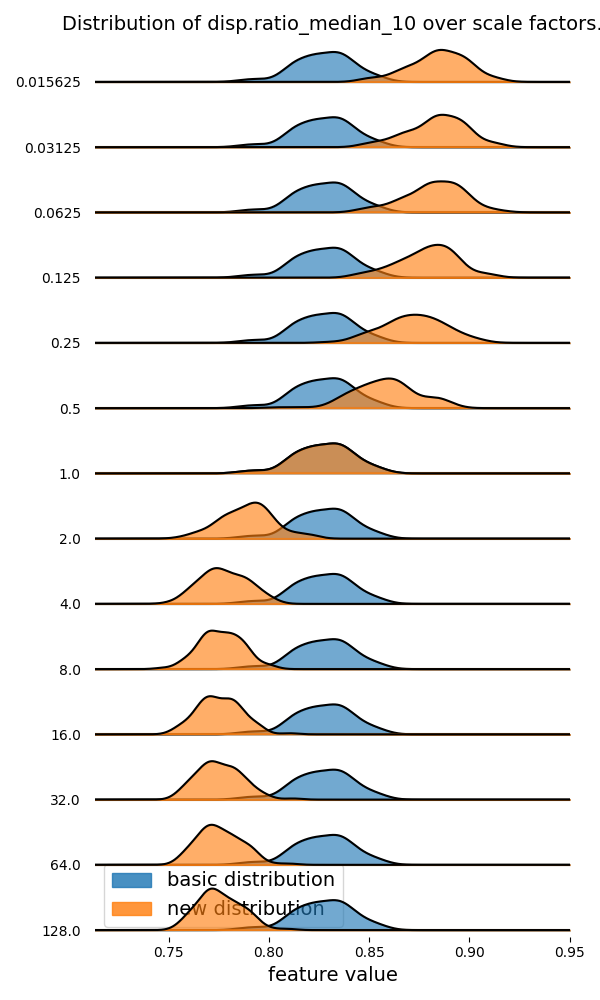 Distribution of disp.ratio_median_10 over scale factors.
0.015625
0.03125
0.0625
0.125
0.25
0.5
1.0
2.0
4.0
8.0
16.0
32.0
64.0
basic distribution
new distribution
128.0
0.75 0.80 0.85 0.90 0.95
feature value